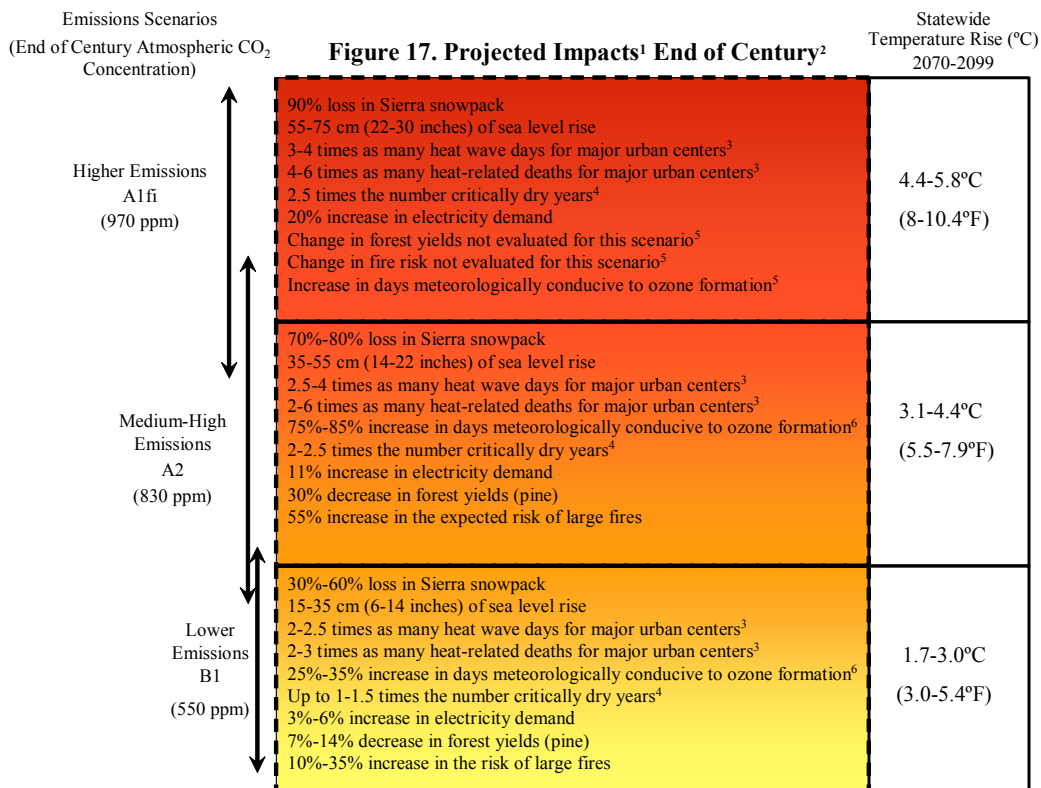 Emissions Scenarios
(End of Century Atmospheric CO₂
Concentration)
Figure 17. Projected Impacts¹ End of Century²
Statewide
Temperature Rise (ºC)
2070-2099
Higher Emissions
A1fi
(970 ppm)
90% loss in Sierra snowpack
55-75 cm (22-30 inches) of sea level rise
3-4 times as many heat wave days for major urban centers³
4-6 times as many heat-related deaths for major urban centers³
2.5 times the number critically dry years⁴
20% increase in electricity demand
Change in forest yields not evaluated for this scenario⁵
Change in fire risk not evaluated for this scenario⁵
Increase in days meteorologically conducive to ozone formation⁵
4.4-5.8ºC
(8-10.4ºF)
Medium-High
Emissions
A2
(830 ppm)
70%-80% loss in Sierra snowpack
35-55 cm (14-22 inches) of sea level rise
2.5-4 times as many heat wave days for major urban centers³
2-6 times as many heat-related deaths for major urban centers³
75%-85% increase in days meteorologically conducive to ozone formation⁶
2-2.5 times the number critically dry years⁴
11% increase in electricity demand
30% decrease in forest yields (pine)
55% increase in the expected risk of large fires
3.1-4.4ºC
(5.5-7.9ºF)
Lower
Emissions
B1
(550 ppm)
30%-60% loss in Sierra snowpack
15-35 cm (6-14 inches) of sea level rise
2-2.5 times as many heat wave days for major urban centers³
2-3 times as many heat-related deaths for major urban centers³
25%-35% increase in days meteorologically conducive to ozone formation⁶
Up to 1-1.5 times the number critically dry years⁴
3%-6% increase in electricity demand
7%-14% decrease in forest yields (pine)
10%-35% increase in the risk of large fires
1.7-3.0ºC
(3.0-5.4ºF)